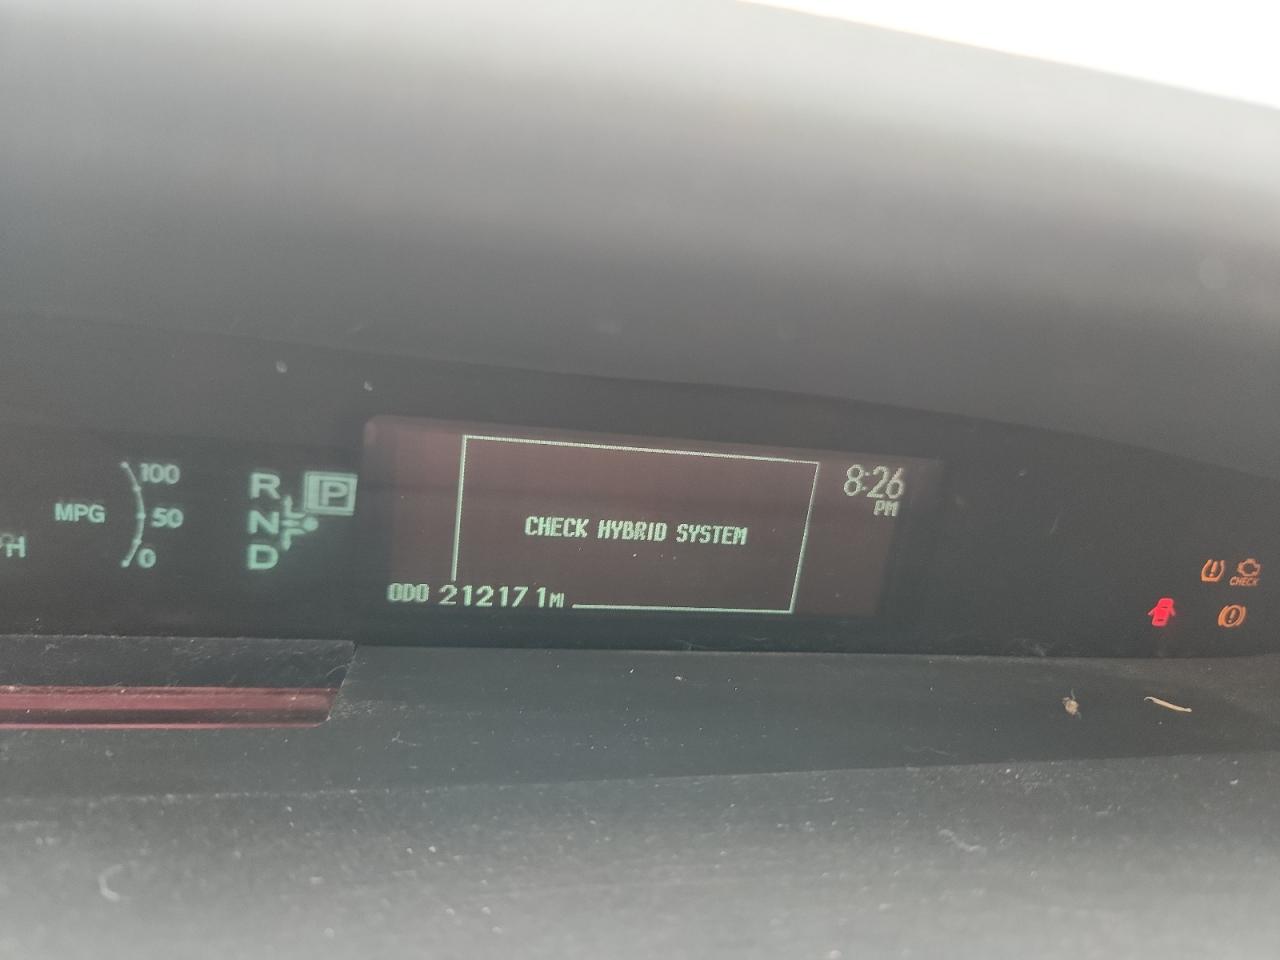 100
MPG
50
0
R
P
N
D
8:26
PM
CHECK HYBRID SYSTEM
ODO 212171 MI
CHECK